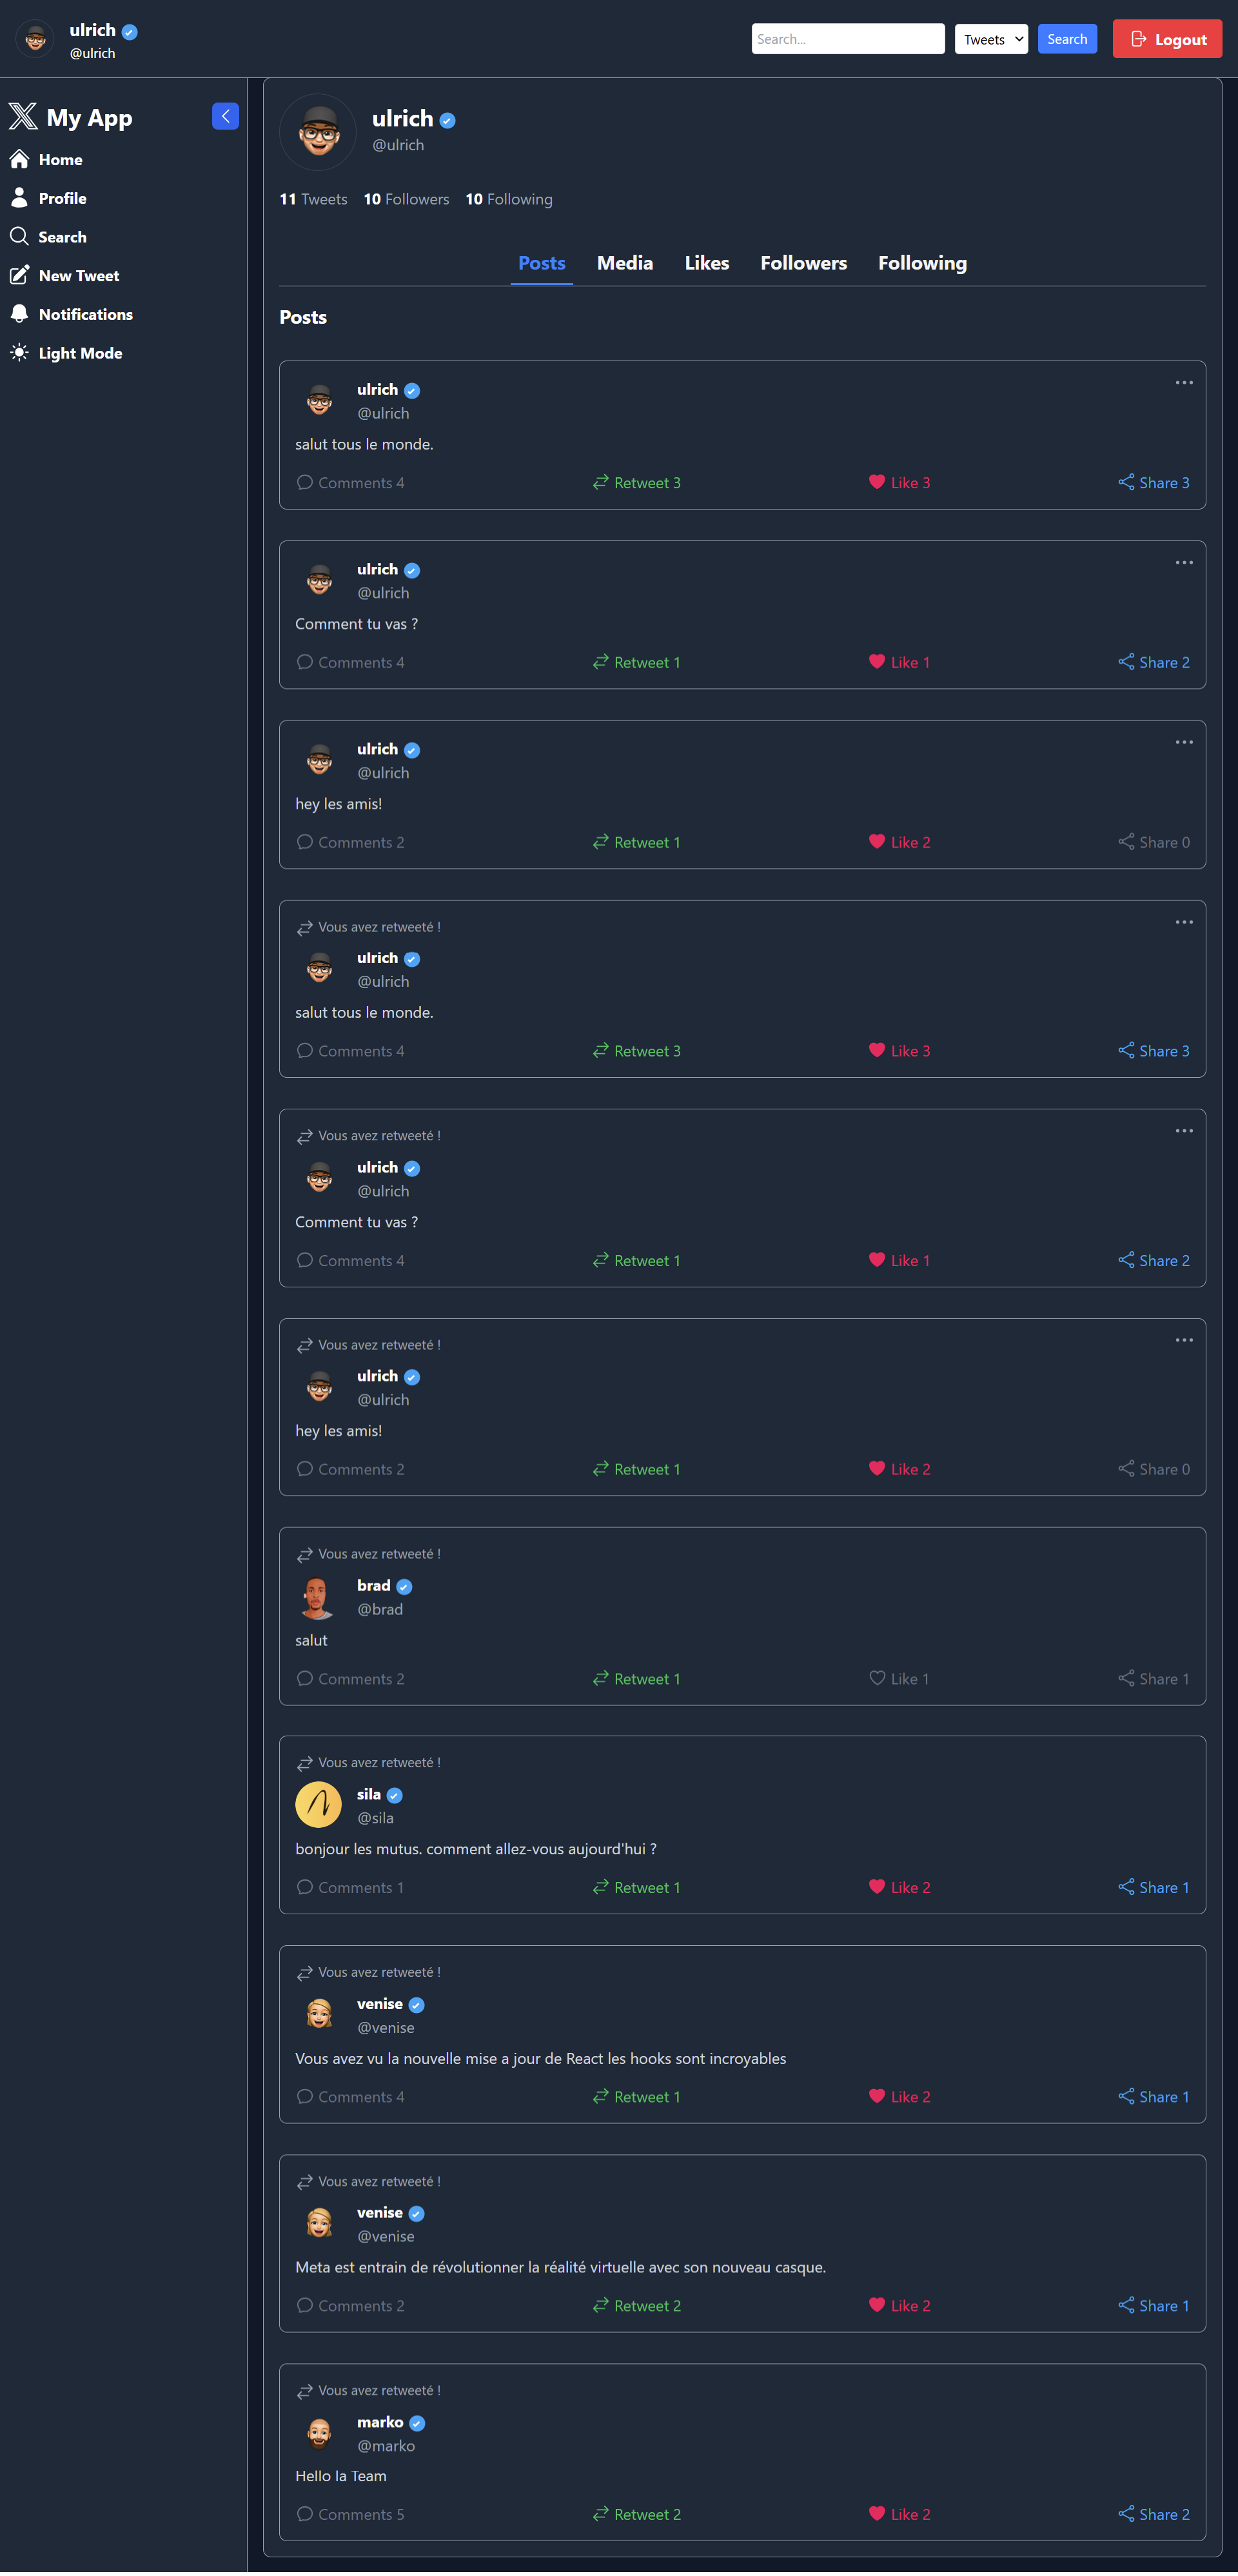 ulrich
@ulrich
Search...
Tweets
Search
Logout
My App
Home
Profile
Search
New Tweet
Notifications
Light Mode
ulrich
@ulrich
11 Tweets 10 Followers 10 Following
Posts Media Likes Followers Following
Posts
ulrich
@ulrich
salut tous le monde.
Comments 4 Retweet 3 Like 3 Share 3
ulrich
@ulrich
Comment tu vas ?
Comments 4 Retweet 1 Like 1 Share 2
ulrich
@ulrich
hey les amis!
Comments 2 Retweet 1 Like 2 Share 0
Vous avez retweeté !
ulrich
@ulrich
salut tous le monde.
Comments 4 Retweet 3 Like 3 Share 3
Vous avez retweeté !
ulrich
@ulrich
Comment tu vas ?
Comments 4 Retweet 1 Like 1 Share 2
Vous avez retweeté !
ulrich
@ulrich
hey les amis!
Comments 2 Retweet 1 Like 2 Share 0
Vous avez retweeté !
brad
@brad
salut
Comments 2 Retweet 1 Like 1 Share 1
Vous avez retweeté !
sila
@sila
bonjour les mutus. comment allez-vous aujourd'hui ?
Comments 1 Retweet 1 Like 2 Share 1
Vous avez retweeté !
venise
@venise
Vous avez vu la nouvelle mise a jour de React les hooks sont incroyables
Comments 4 Retweet 1 Like 2 Share 1
Vous avez retweeté !
venise
@venise
Meta est entrain de révolutionner la réalité virtuelle avec son nouveau casque.
Comments 2 Retweet 2 Like 2 Share 1
Vous avez retweeté !
marko
@marko
Hello la Team
Comments 5 Retweet 2 Like 2 Share 2